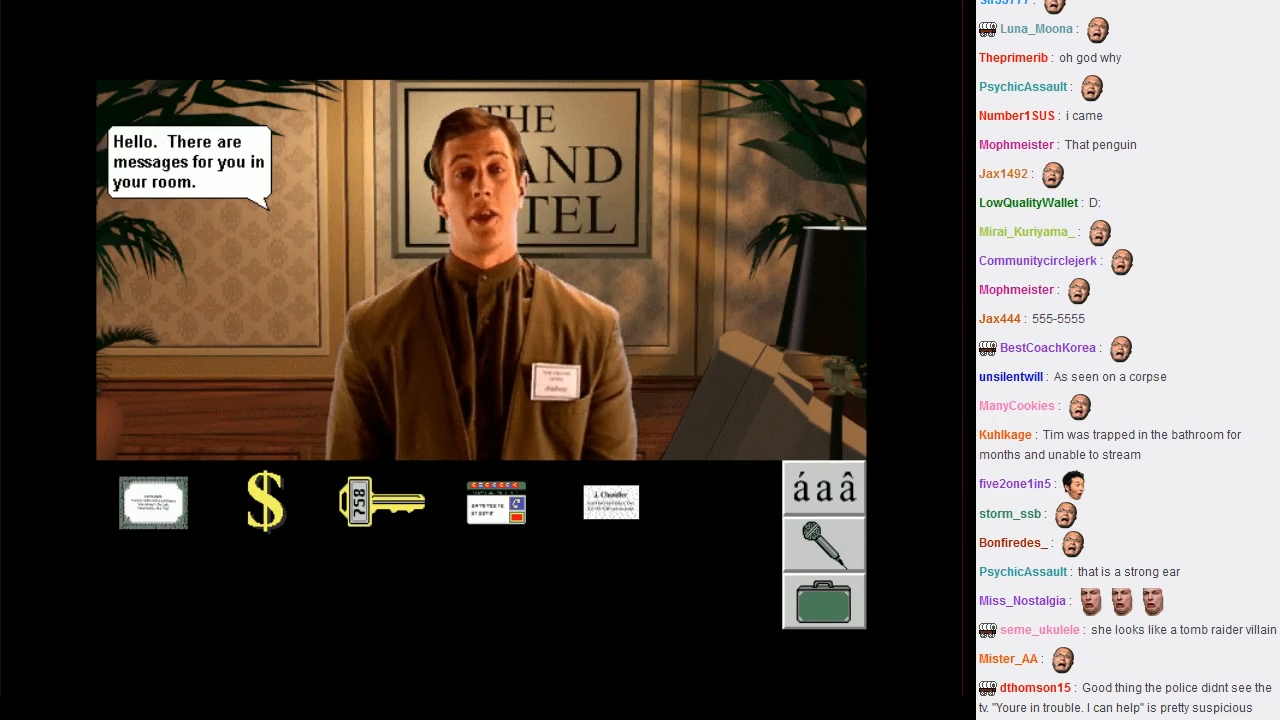 Sir35777 :
Luna_Moona :
Theprimerib : oh god why
PsychicAssault :
Number1SUS : i came
Mophmeister : That penguin
Jax1492 :
LowQualityWallet : D:
Mirai_Kuriyama_ :
Communitycirclejerk :
Mophmeister :
Jax444 : 555-5555
BestCoachKorea :
unsilentwill : As seen on a corpse
ManyCookies :
Kuhlkage : Tim was trapped in the bathroom for
months and unable to stream
five2one1in5 :
storm_ssb :
Bonfiredes_ :
PsychicAssault : that is a strong ear
Miss_Nostalgia :
seme_ukulele : she looks like a tomb raider villain
Mister_AA :
dthomson15 : Good thing the police didnt see the
tv. "Youre in trouble. I can help" is pretty suspicious
Hello. There are
messages for you in
your room.
THE
AND
TEL
$
758
J. Chandler
á a â